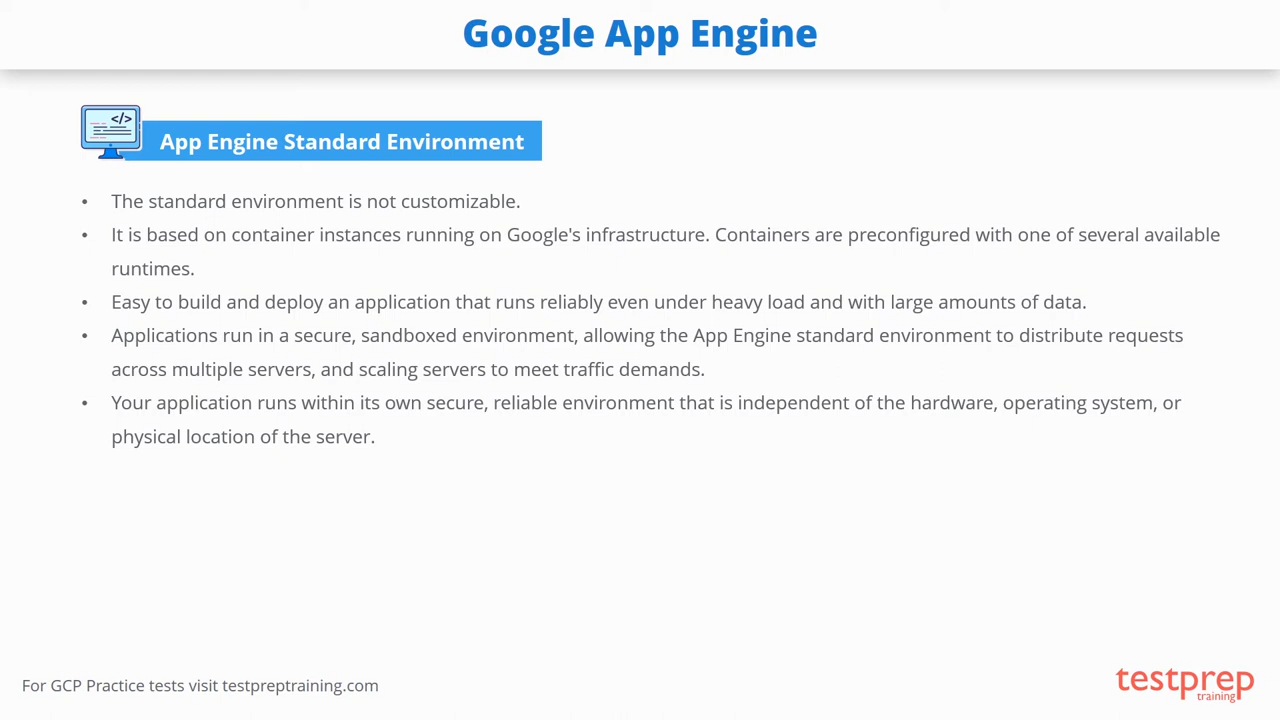 Google App Engine
</>
App Engine Standard Environment
• The standard environment is not customizable.
• It is based on container instances running on Google's infrastructure. Containers are preconfigured with one of several available
runtimes.
• Easy to build and deploy an application that runs reliably even under heavy load and with large amounts of data.
• Applications run in a secure, sandboxed environment, allowing the App Engine standard environment to distribute requests
across multiple servers, and scaling servers to meet traffic demands.
• Your application runs within its own secure, reliable environment that is independent of the hardware, operating system, or
physical location of the server.
For GCP Practice tests visit testpreptraining.com
testprep
training